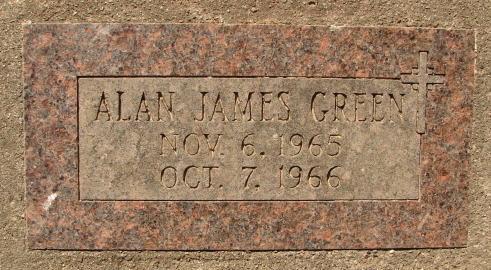 ALAN JAMES GREEN
NOV. 6. 1965
OCT. 7. 1966